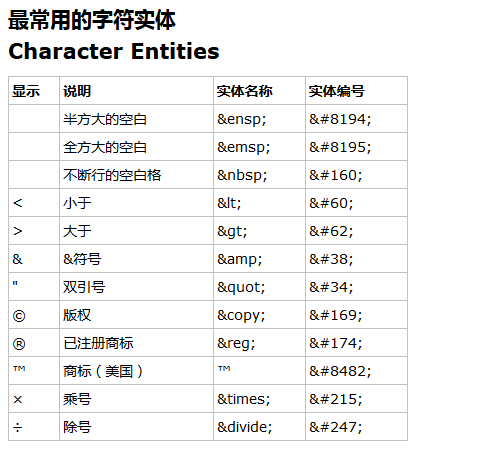 最常用的字符实体
Character Entities
显示 说明 实体名称 实体编号
半方大的空白 &ensp; &#8194;
全方大的空白 &emsp; &#8195;
不断行的空白格 &nbsp; &#160;
< 小于 &lt; &#60;
> 大于 &gt; &#62;
& &符号 &amp; &#38;
" 双引号 &quot; &#34;
© 版权 &copy; &#169;
® 已注册商标 &reg; &#174;
™ 商标（美国） ™ &#8482;
× 乘号 &times; &#215;
÷ 除号 &divide; &#247;